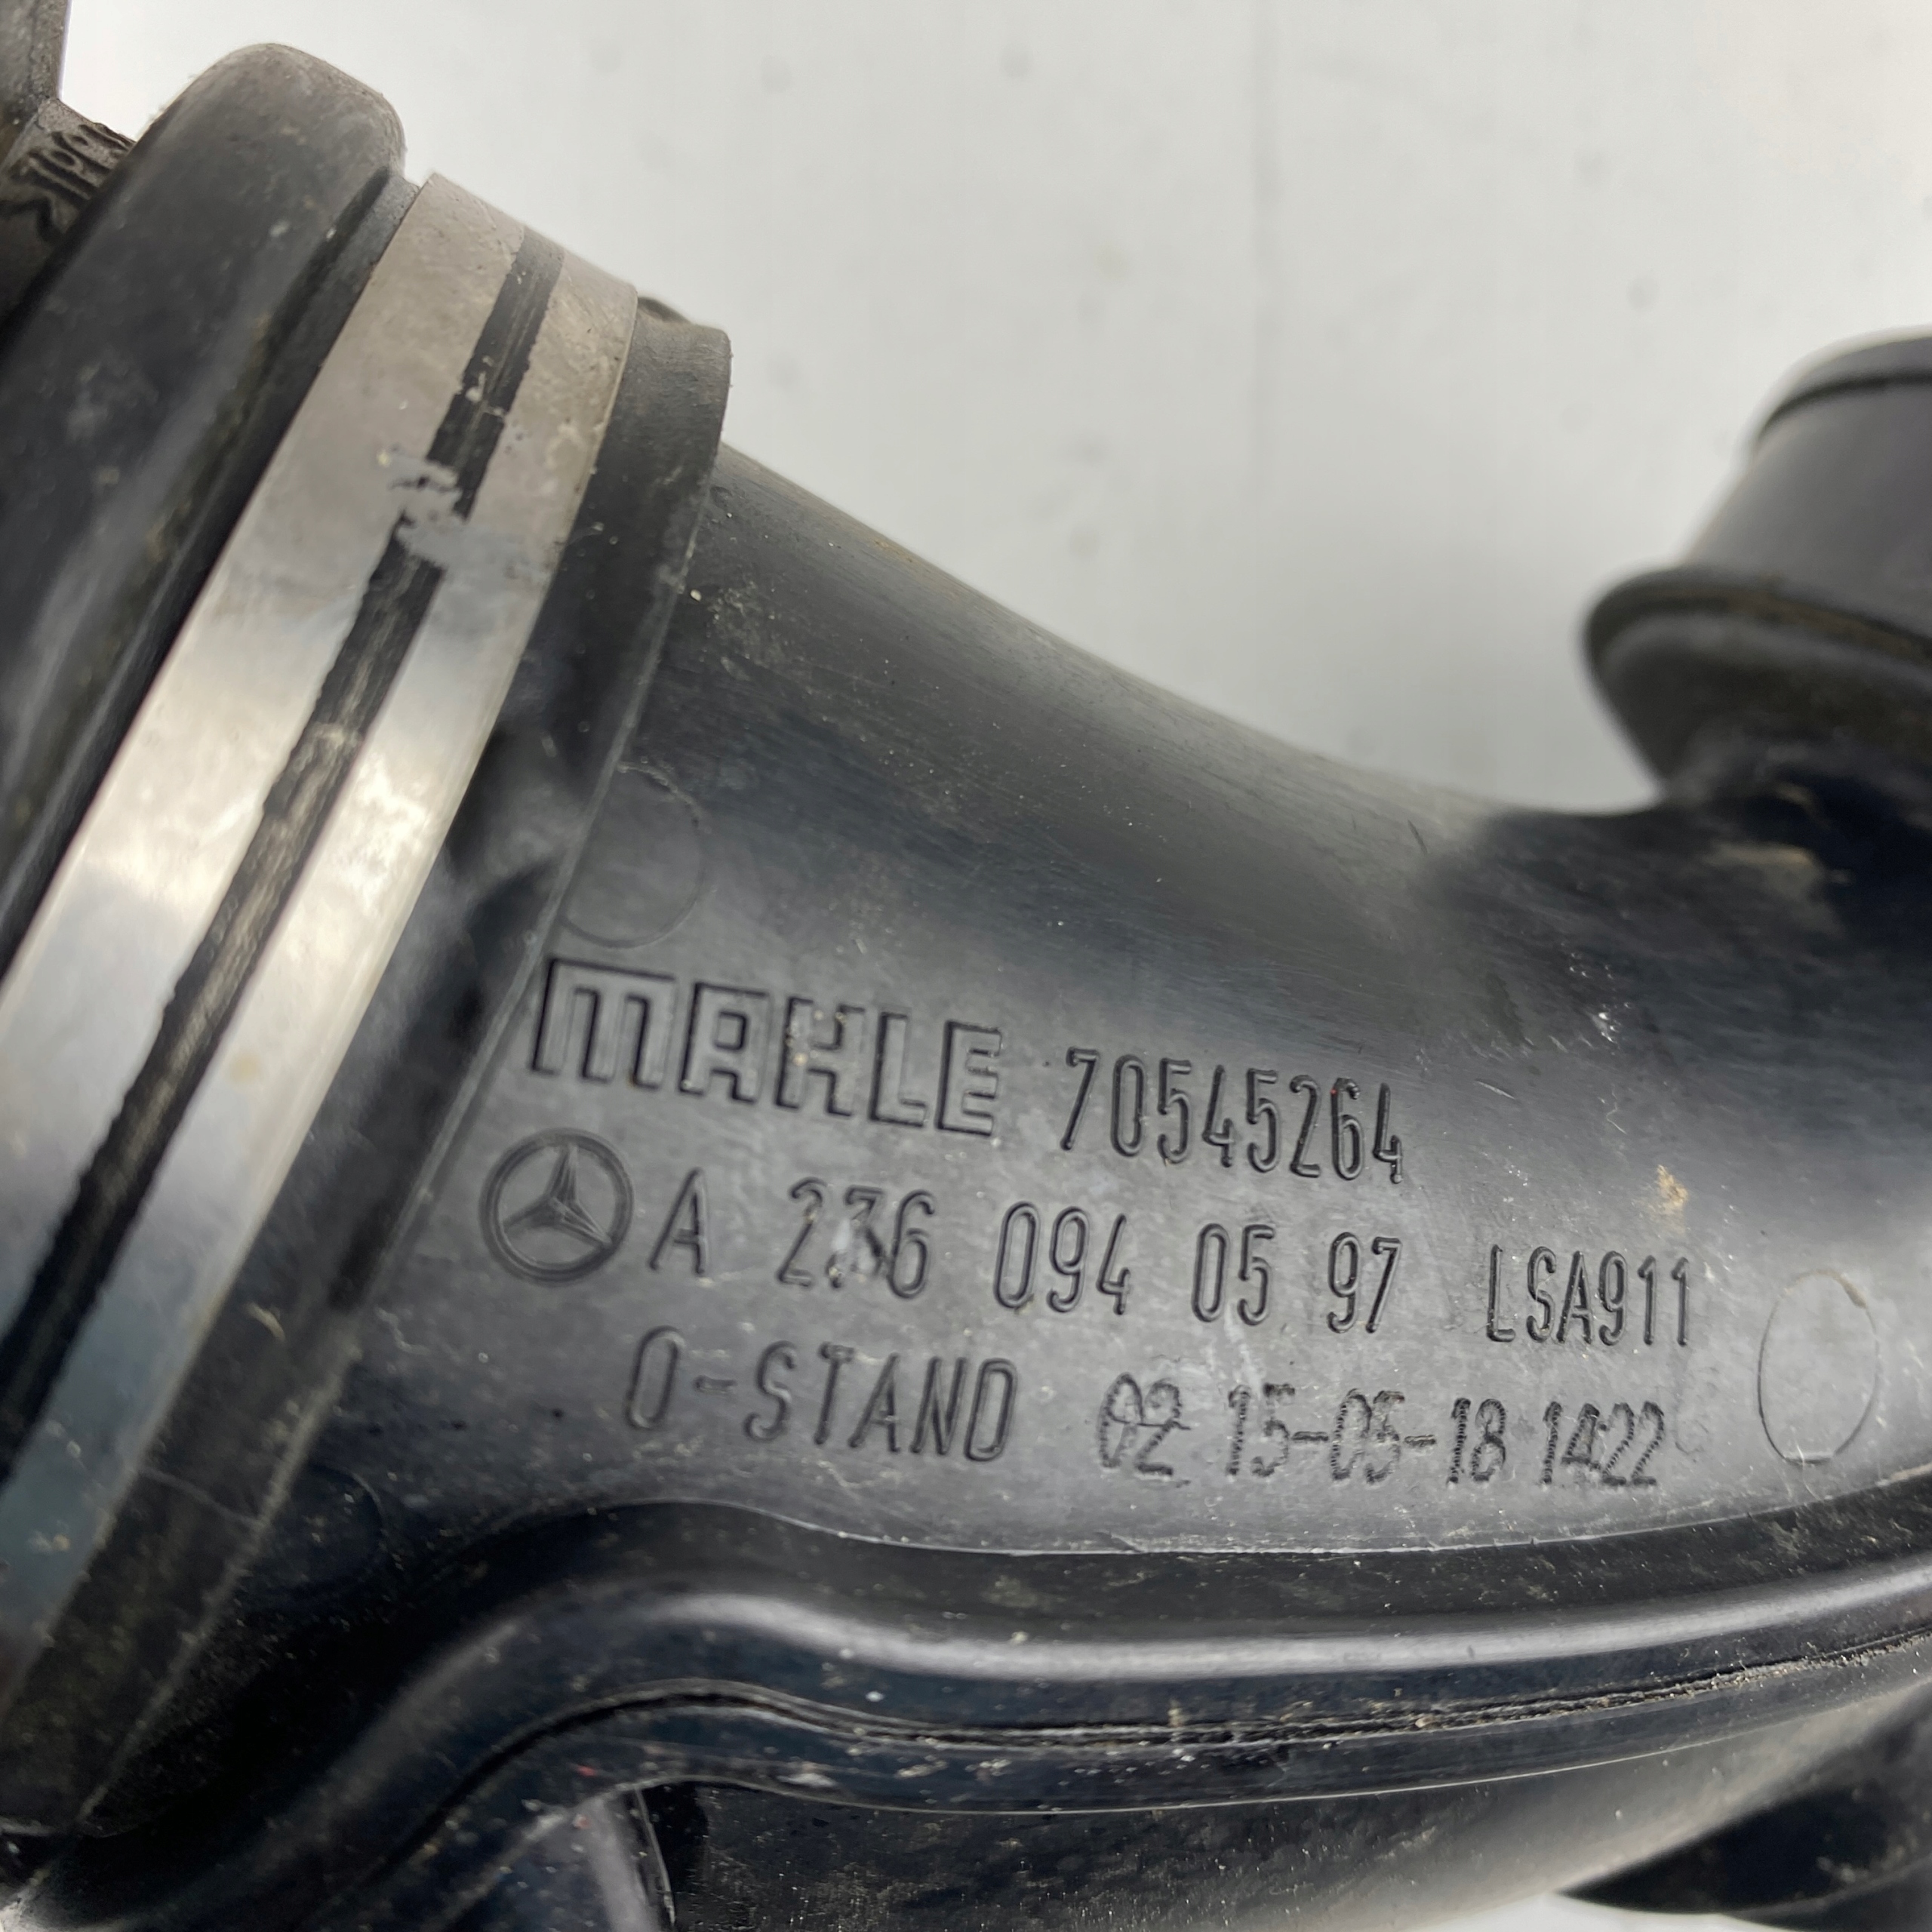 MAHLE 70545264
A 236 094 05 97 LSA911
O-STAND 02 15-05-18 1422